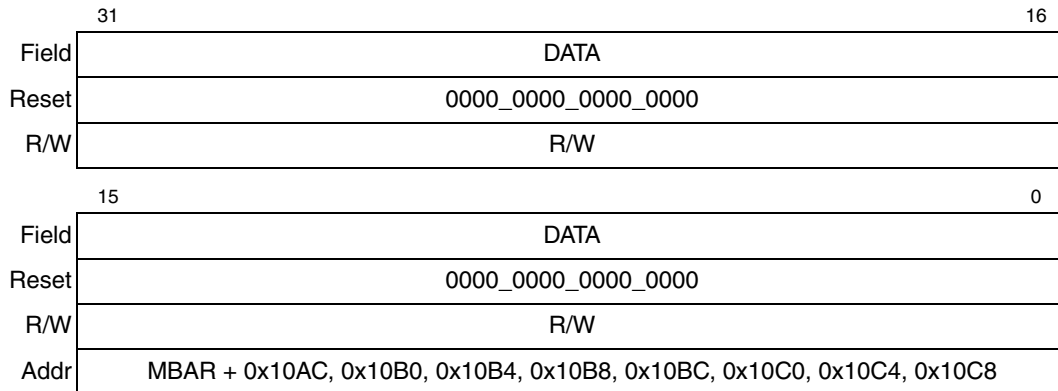 31 16
Field DATA
Reset 0000_0000_0000_0000
R/W R/W
15 0
Field DATA
Reset 0000_0000_0000_0000
R/W R/W
Addr MBAR + 0x10AC, 0x10B0, 0x10B4, 0x10B8, 0x10BC, 0x10C0, 0x10C4, 0x10C8